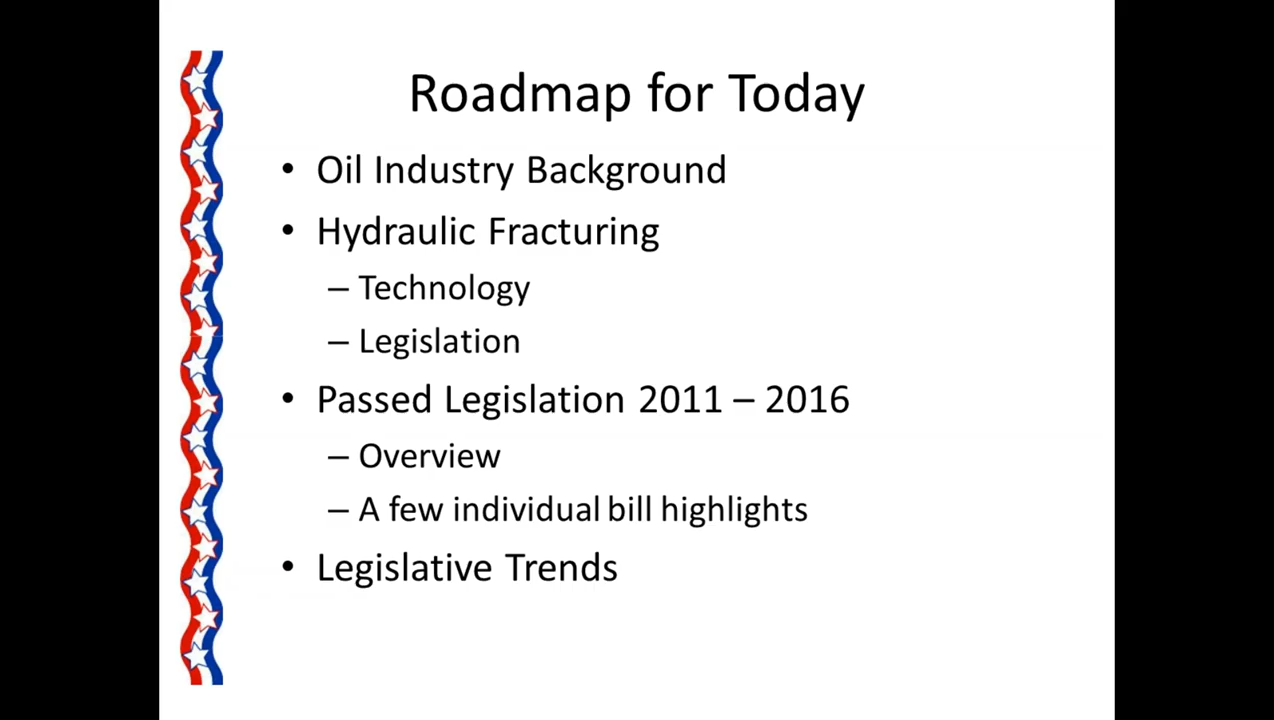 Roadmap for Today
• Oil Industry Background
• Hydraulic Fracturing
– Technology
– Legislation
• Passed Legislation 2011 – 2016
– Overview
– A few individual bill highlights
• Legislative Trends